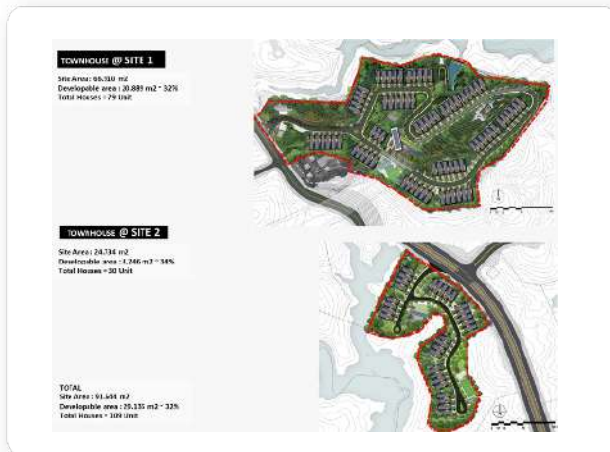 TOWNHOUSE @ SITE 1
Site Area : 66.910 m2
Developable area : 20.889 m2 = 32%
Total Houses = 79 Unit
TOWNHOUSE @ SITE 2
Site Area : 24.734 m2
Developable area : 8.246 m2 = 34%
Total Houses = 30 Unit
TOTAL
Site Area : 91.644 m2
Developable area : 29.135 m2 = 32%
Total Houses = 109 Unit